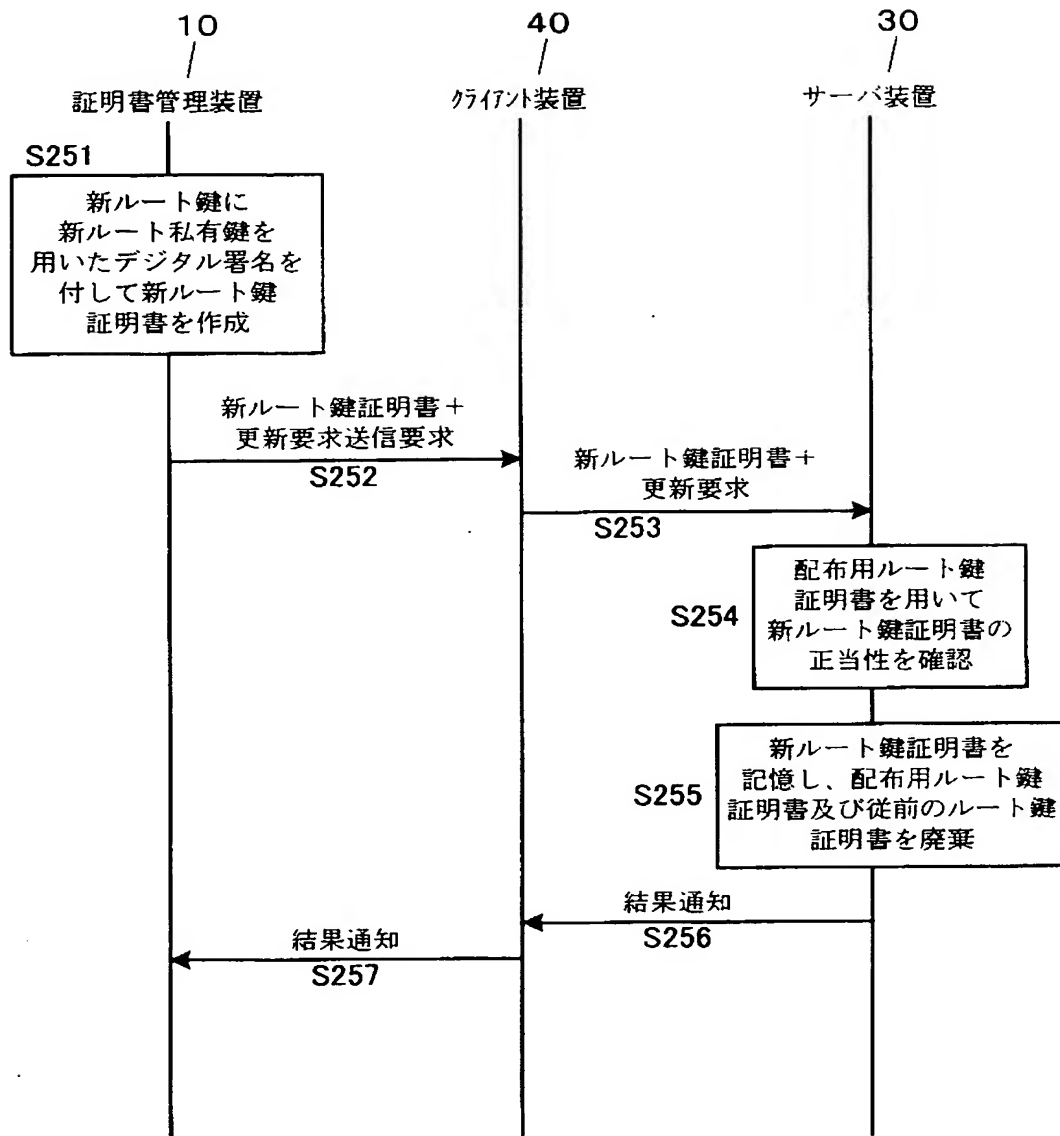 10
40
30
証明書管理装置
クライアント装置
サーバ装置
S251
新ルート鍵に
新ルート私有鍵を
用いたデジタル署名を
付して新ルート鍵
証明書を作成
新ルート鍵証明書＋
更新要求送信要求
S252
新ルート鍵証明書＋
更新要求
S253
S254
配布用ルート鍵
証明書を用いて
新ルート鍵証明書の
正当性を確認
S255
新ルート鍵証明書を
記憶し、配布用ルート鍵
証明書及び従前のルート鍵
証明書を廃棄
結果通知
S256
結果通知
S257